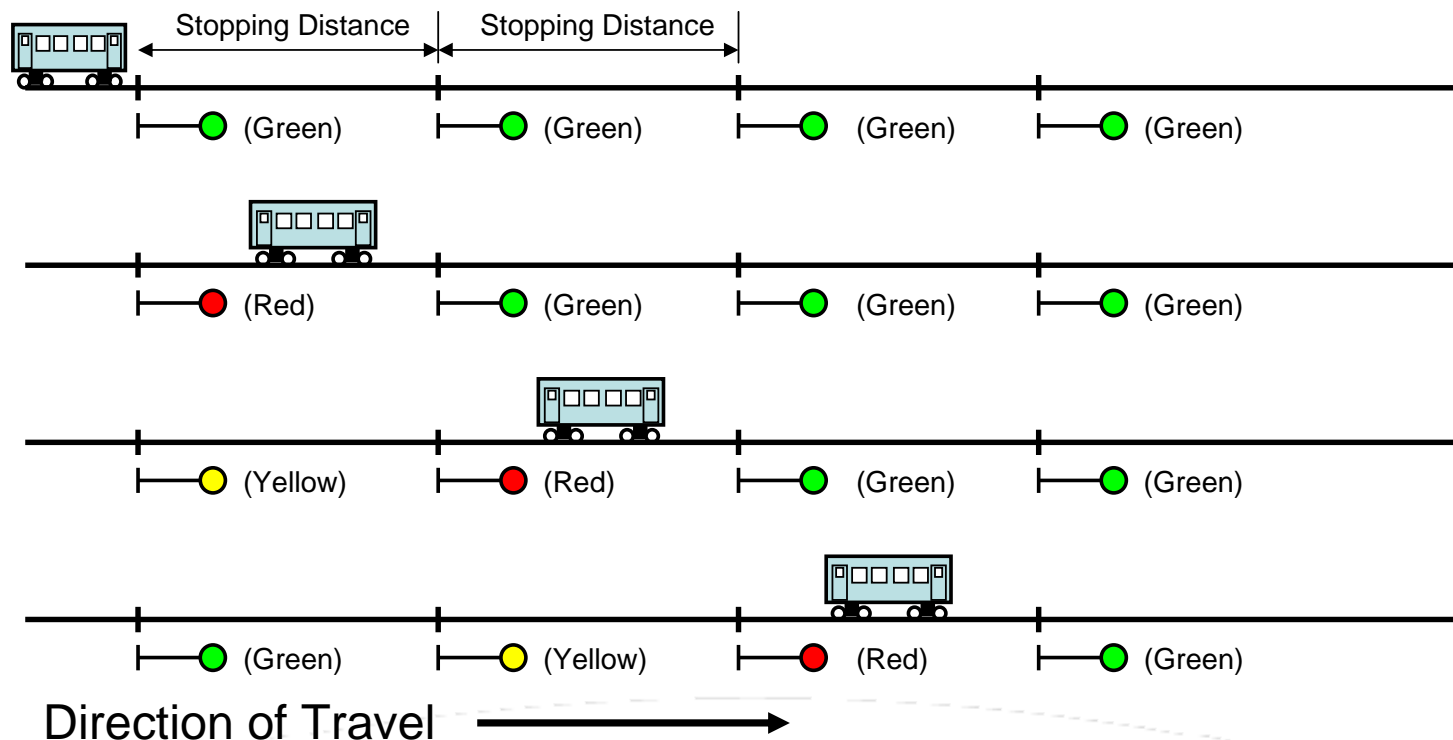 Stopping Distance Stopping Distance
(Green) (Green) (Green) (Green)
(Red) (Green) (Green) (Green)
(Yellow) (Red) (Green) (Green)
(Green) (Yellow) (Red) (Green)
Direction of Travel